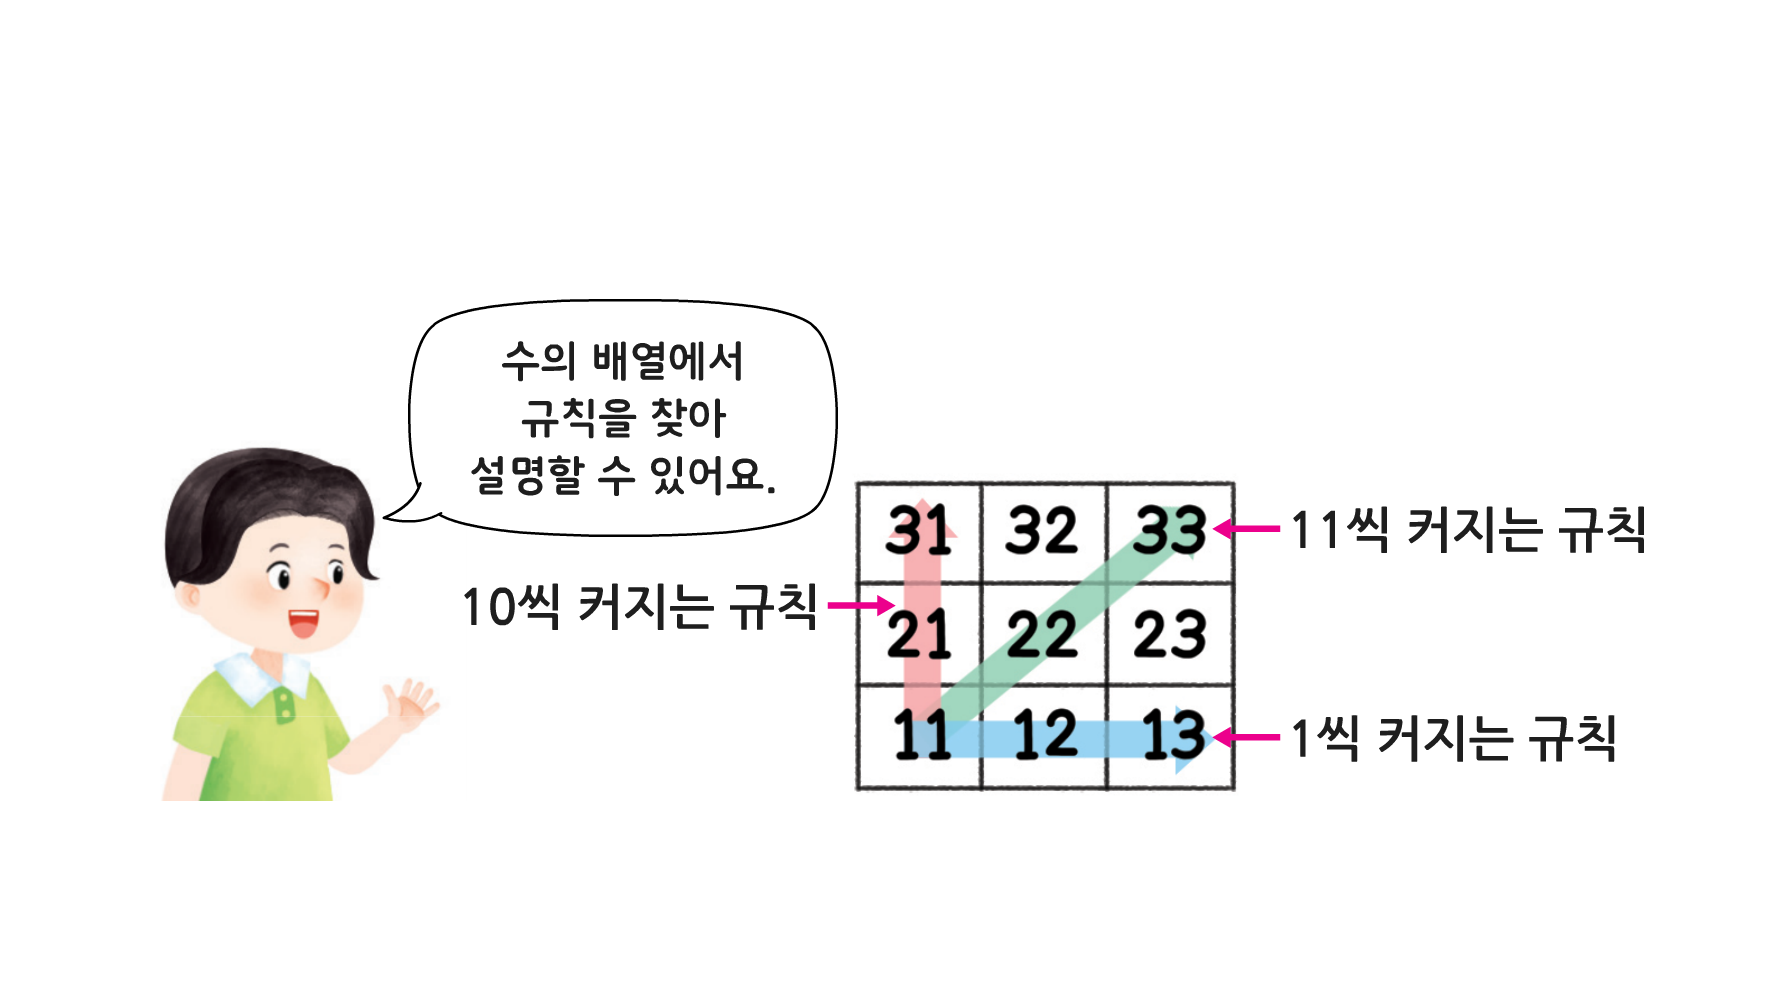 수의 배열에서
규칙을 찾아
설명할 수 있어요.
31 32 33
11씩 커지는 규칙
10씩 커지는 규칙
21 22 23
11 12 13
1씩 커지는 규칙